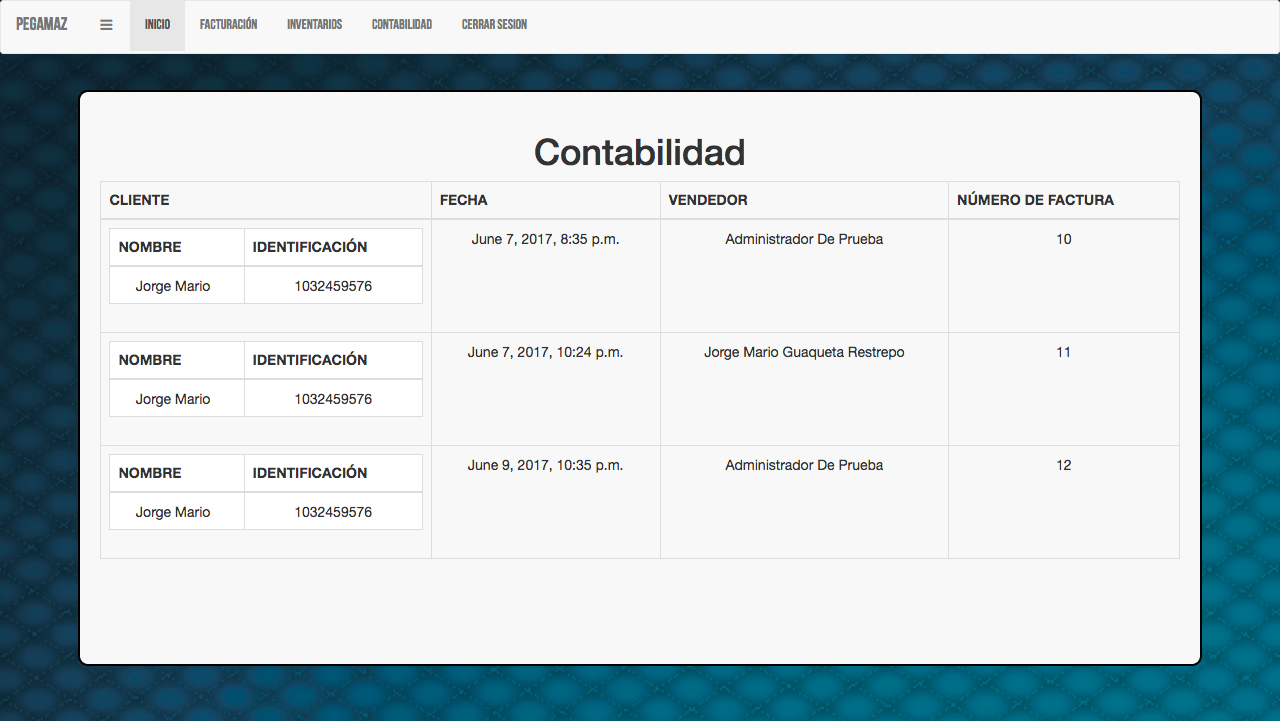 PEGAMAZ INICIO FACTURACIÓN INVENTARIOS CONTABILIDAD CERRAR SESION
Contabilidad
CLIENTE FECHA VENDEDOR NÚMERO DE FACTURA
NOMBRE IDENTIFICACIÓN June 7, 2017, 8:35 p.m. Administrador De Prueba 10
Jorge Mario 1032459576
NOMBRE IDENTIFICACIÓN June 7, 2017, 10:24 p.m. Jorge Mario Guaqueta Restrepo 11
Jorge Mario 1032459576
NOMBRE IDENTIFICACIÓN June 9, 2017, 10:35 p.m. Administrador De Prueba 12
Jorge Mario 1032459576